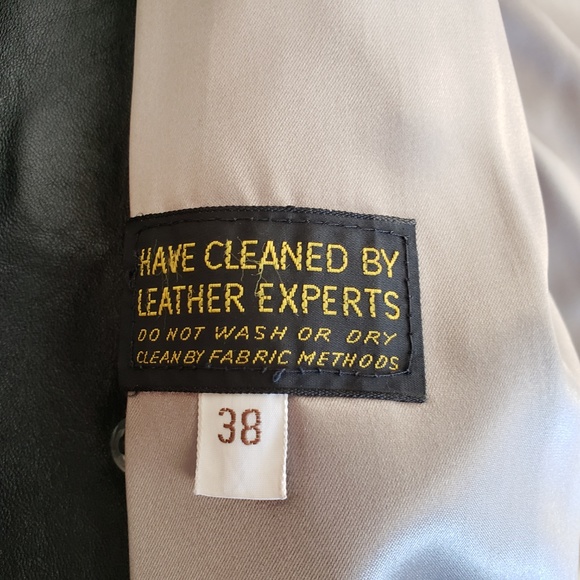 HAVE CLEANED BY
LEATHER EXPERTS
DO NOT WASH OR DRY
CLEAN BY FABRIC METHODS
38